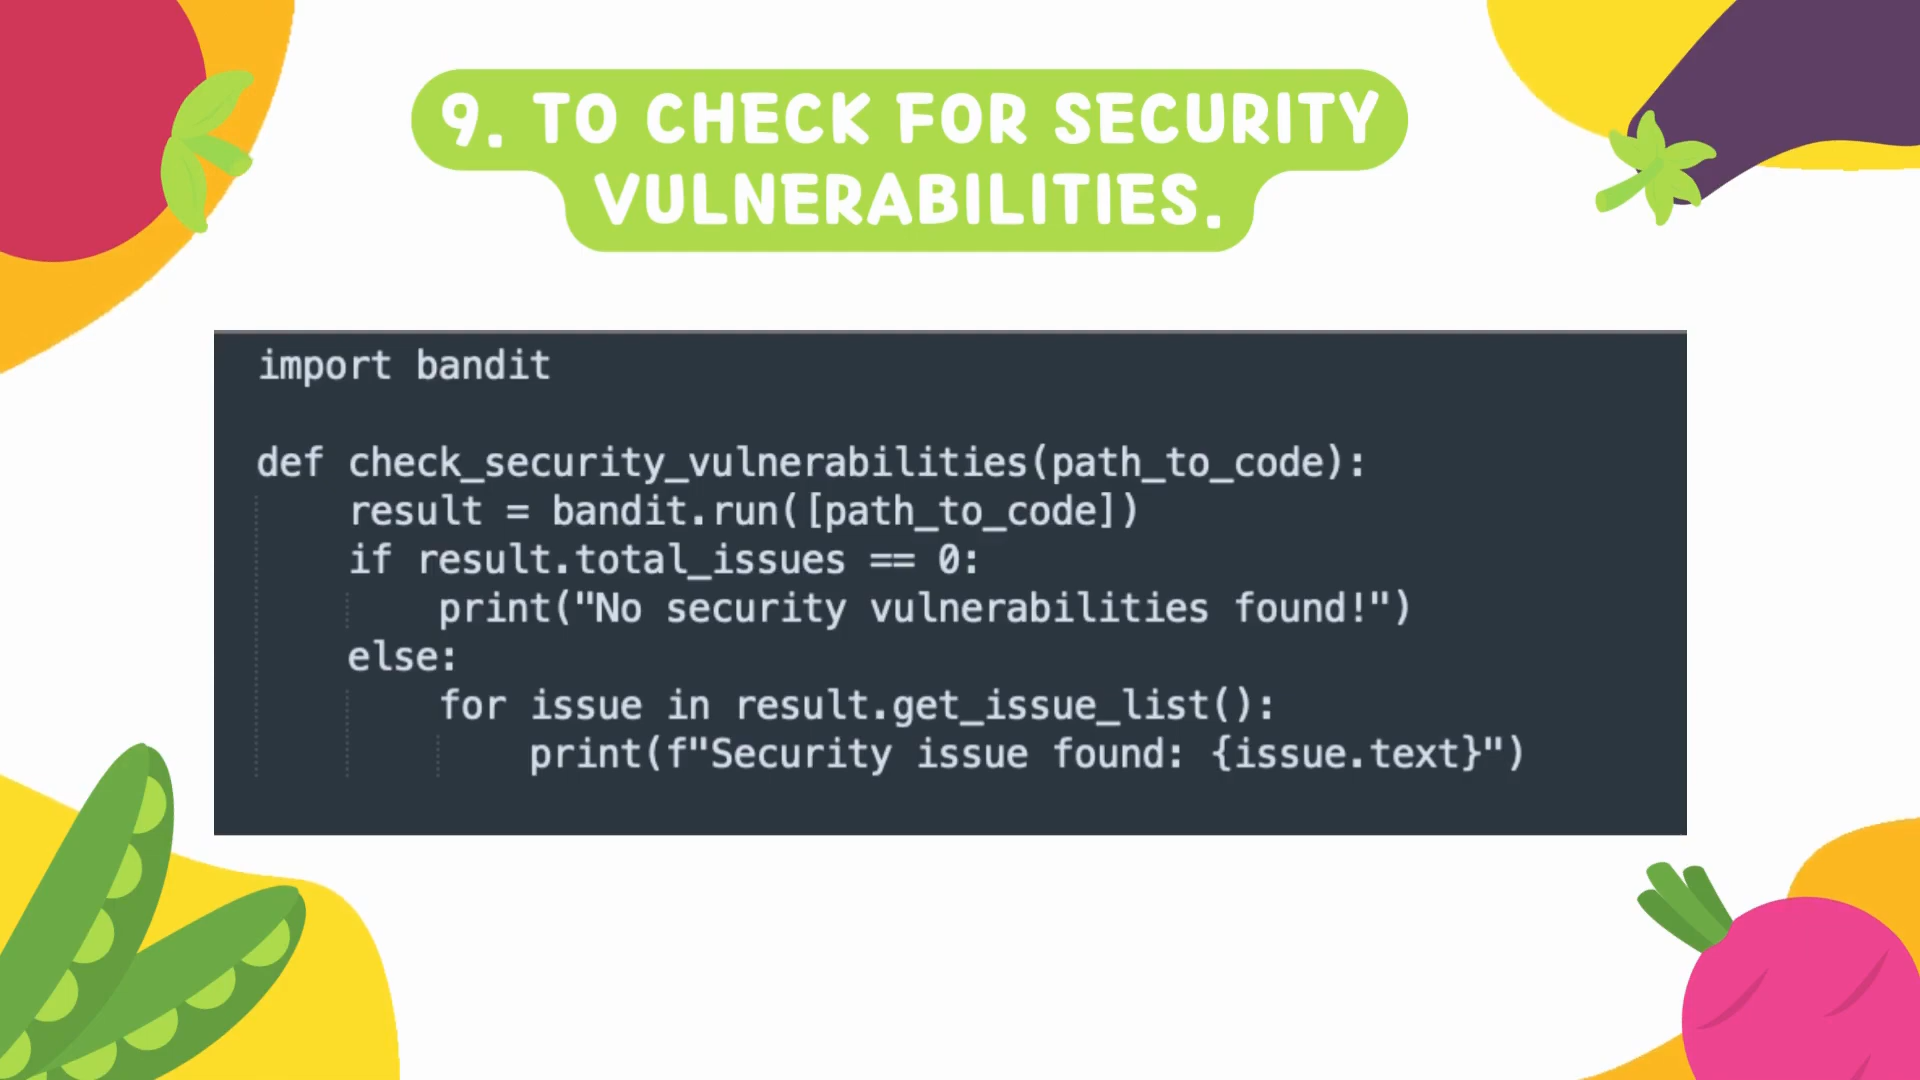 9. TO CHECK FOR SECURITY
VULNERABILITIES.
import bandit
def check_security_vulnerabilities(path_to_code):
    result = bandit.run([path_to_code])
    if result.total_issues == 0:
        print("No security vulnerabilities found!")
    else:
        for issue in result.get_issue_list():
            print(f"Security issue found: {issue.text}")